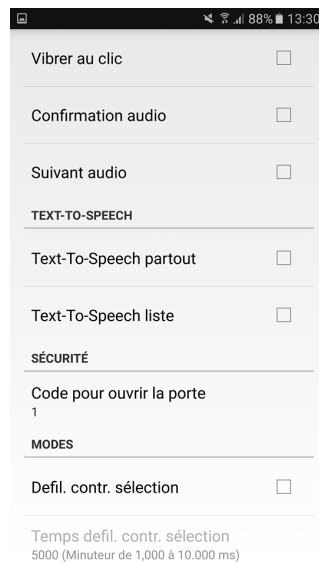 88% 13:30
Vibrer au clic
Confirmation audio
Suivant audio
TEXT-TO-SPEECH
Text-To-Speech partout
Text-To-Speech liste
SÉCURITÉ
Code pour ouvrir la porte
1
MODES
Defil. contr. sélection
Temps defil. contr. sélection
5000 (Minuteur de 1,000 à 10.000 ms)